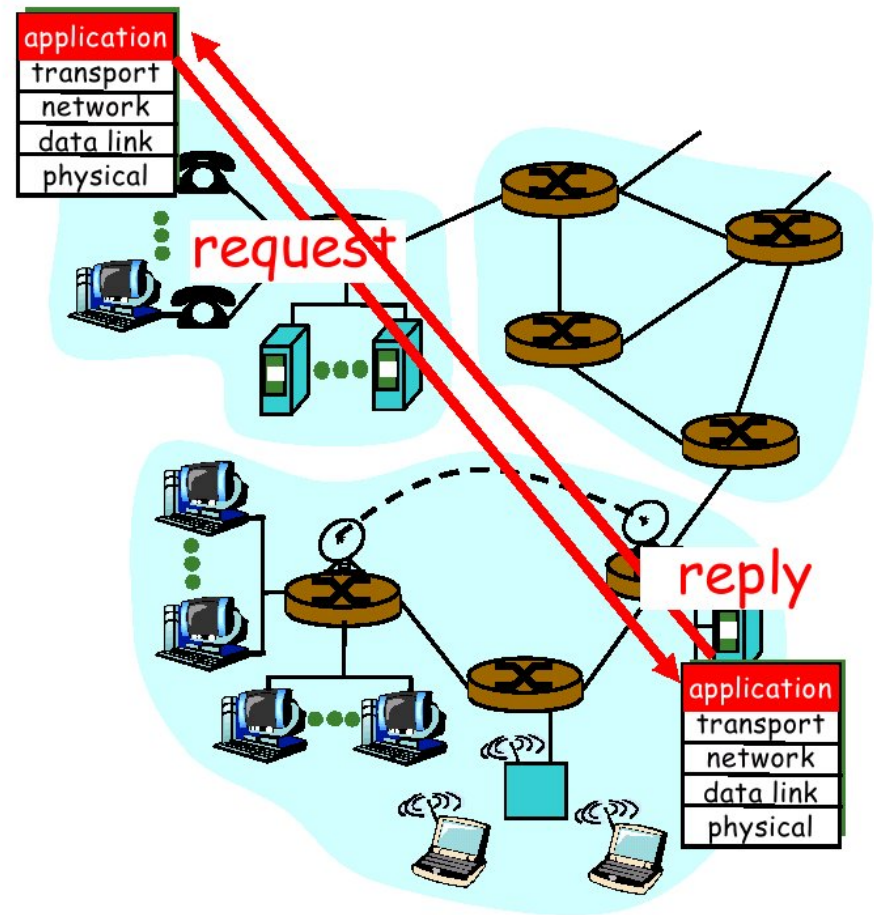 application
transport
network
data link
physical
request
reply
application
transport
network
data link
physical